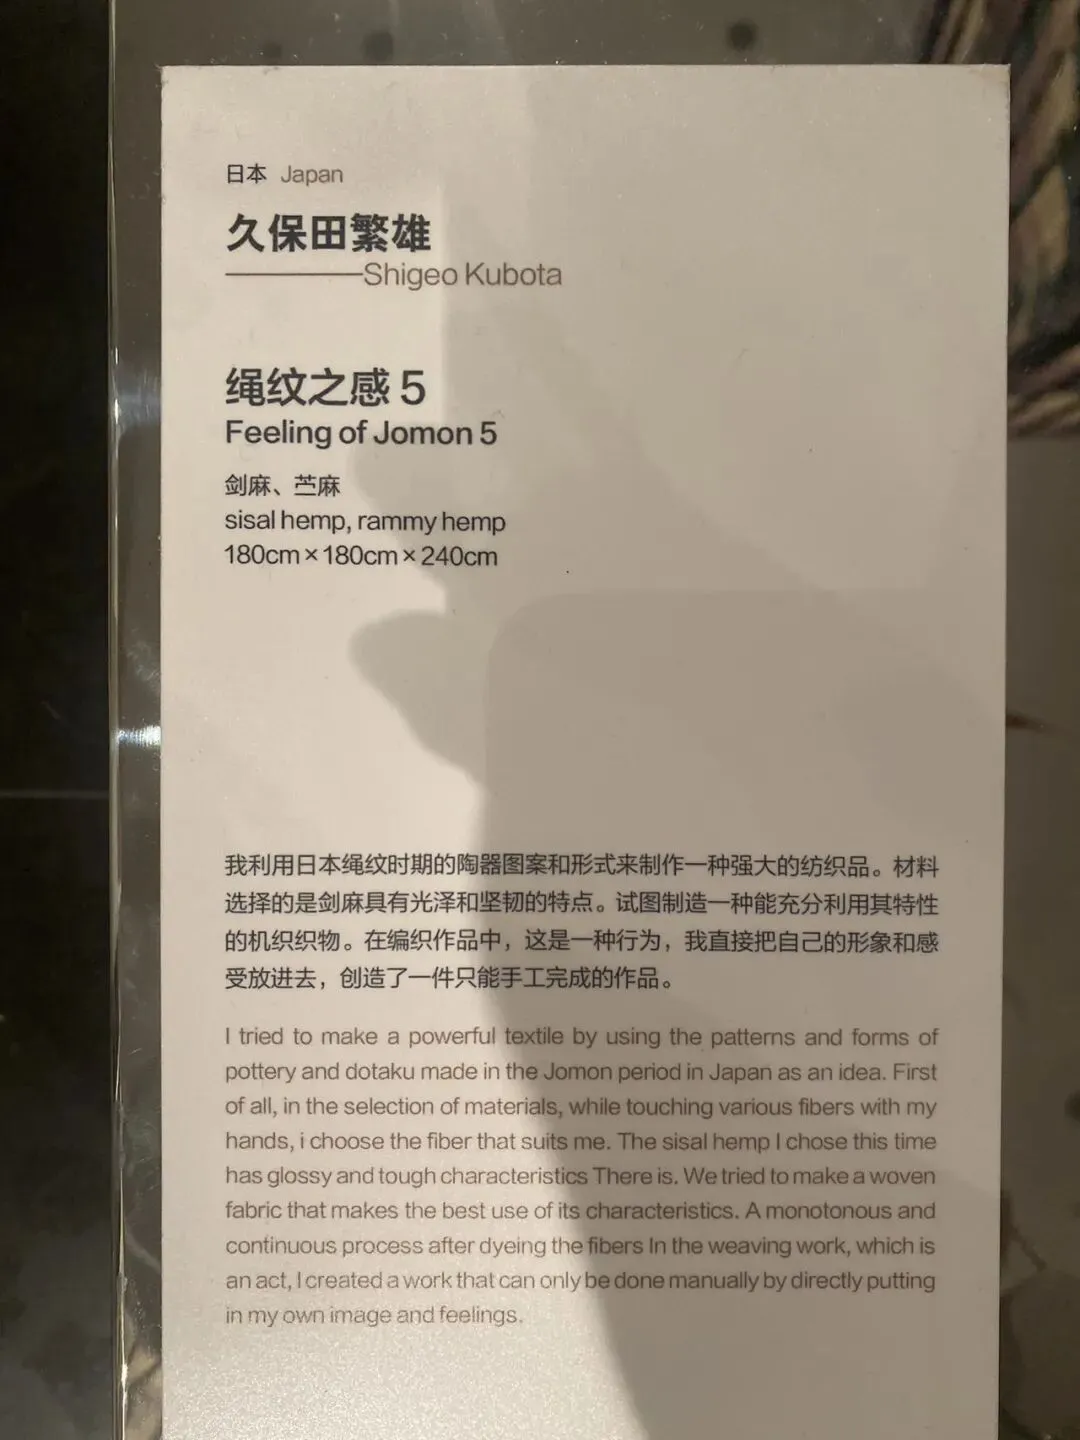 日本 Japan
久保田繁雄
————Shigeo Kubota
绳纹之感 5
Feeling of Jomon 5
剑麻、苎麻
sisal hemp, rammy hemp
180cm×180cm×240cm
我利用日本绳纹时期的陶器图案和形式来制作一种强大的纺织品。材料
选择的是剑麻具有光泽和坚韧的特点。试图制造一种能充分利用其特性
的机织织物。在编织作品中，这是一种行为，我直接把自己的形象和感
受放进去，创造了一件只能手工完成的作品。
I tried to make a powerful textile by using the patterns and forms of
pottery and dotaku made in the Jomon period in Japan as an idea. First
of all, in the selection of materials, while touching various fibers with my
hands, i choose the fiber that suits me. The sisal hemp I chose this time
has glossy and tough characteristics There is. We tried to make a woven
fabric that makes the best use of its characteristics. A monotonous and
continuous process after dyeing the fibers In the weaving work, which is
an act, I created a work that can only be done manually by directly putting
in my own image and feelings.